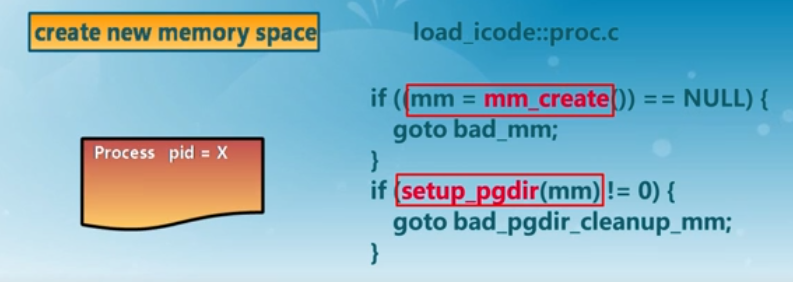 create new memory space
load_icode::proc.c
Process pid = X
if ((mm = mm_create()) == NULL) {
goto bad_mm;
}
if (setup_pgdir(mm) != 0) {
goto bad_pgdir_cleanup_mm;
}